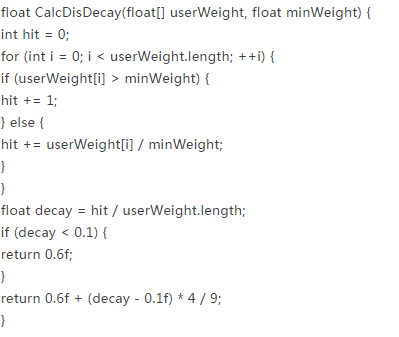 float CalcDisDecay(float[] userWeight, float minWeight) {
int hit = 0;
for (int i = 0; i < userWeight.length; ++i) {
if (userWeight[i] > minWeight) {
hit += 1;
} else {
hit += userWeight[i] / minWeight;
}
}
float decay = hit / userWeight.length;
if (decay < 0.1) {
return 0.6f;
}
return 0.6f + (decay - 0.1f) * 4 / 9;
}